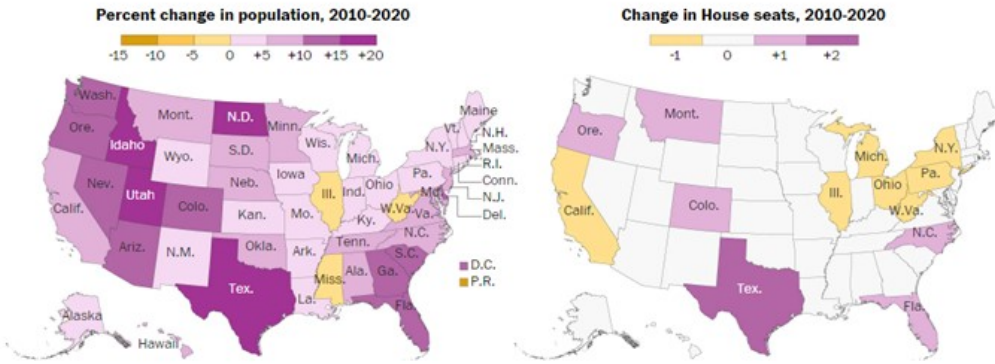 Percent change in population, 2010-2020
-15 -10 -5 0 +5 +10 +15 +20
Wash.
Ore.
Idaho
Mont.
N.D.
Minn.
S.D.
Wyo.
Wis.
Mich.
Maine
Vt.
N.H.
N.Y.
Mass.
R.I.
Conn.
N.J.
Del.
Pa.
Md.
Nev.
Utah
Colo.
Neb.
Iowa
Ill.
Ind.
Ohio
W.Va.
Va.
Calif.
Kan.
Mo.
Ky.
N.C.
Ariz.
N.M.
Okla.
Ark.
Tenn.
S.C.
Tex.
La.
Miss.
Ala.
Ga.
Fla.
Alaska
Hawaii
D.C.
P.R.
Change in House seats, 2010-2020
-1 0 +1 +2
Ore.
Mont.
Mich.
N.Y.
Pa.
Ohio
Ill.
W.Va.
Calif.
Colo.
N.C.
Tex.
Fla.